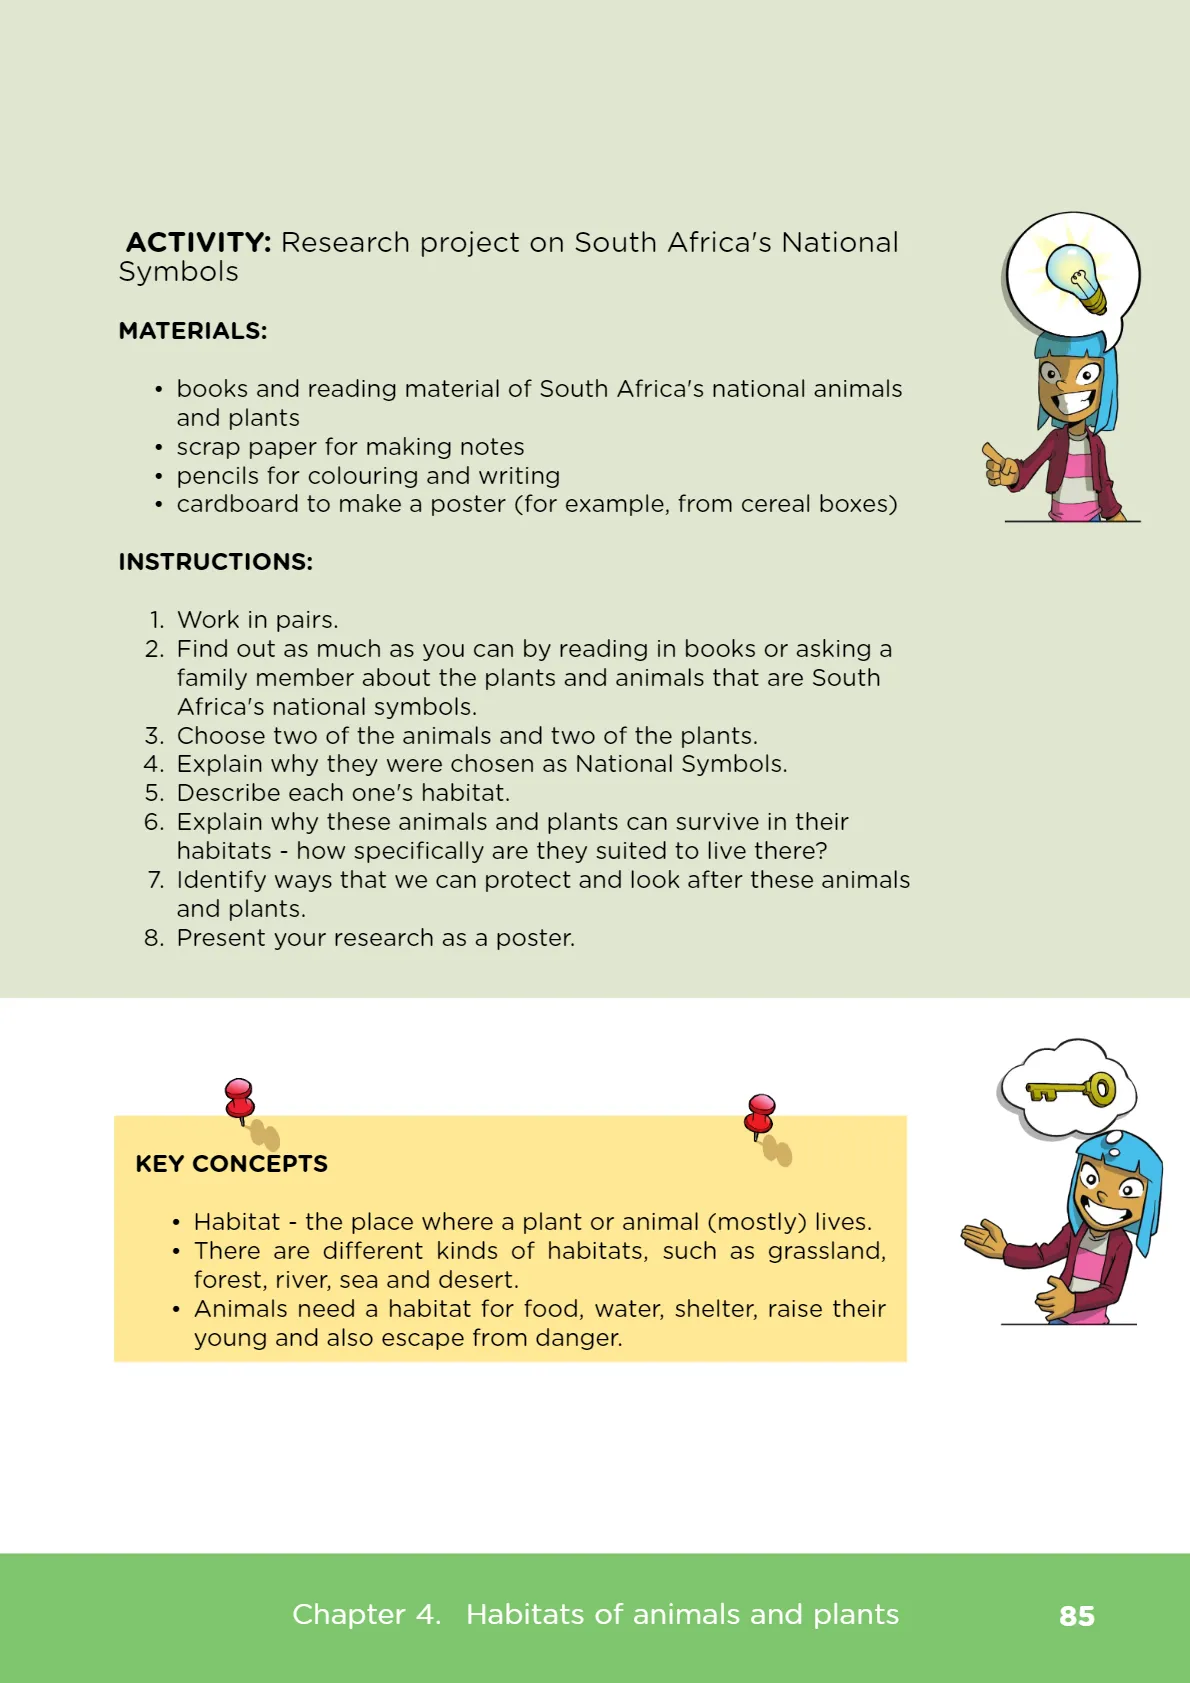 ACTIVITY: Research project on South Africa's National
Symbols
MATERIALS:
• books and reading material of South Africa's national animals
and plants
• scrap paper for making notes
• pencils for colouring and writing
• cardboard to make a poster (for example, from cereal boxes)
INSTRUCTIONS:
1. Work in pairs.
2. Find out as much as you can by reading in books or asking a
family member about the plants and animals that are South
Africa's national symbols.
3. Choose two of the animals and two of the plants.
4. Explain why they were chosen as National Symbols.
5. Describe each one's habitat.
6. Explain why these animals and plants can survive in their
habitats - how specifically are they suited to live there?
7. Identify ways that we can protect and look after these animals
and plants.
8. Present your research as a poster.
KEY CONCEPTS
• Habitat - the place where a plant or animal (mostly) lives.
• There are different kinds of habitats, such as grassland,
forest, river, sea and desert.
• Animals need a habitat for food, water, shelter, raise their
young and also escape from danger.
Chapter 4. Habitats of animals and plants 85